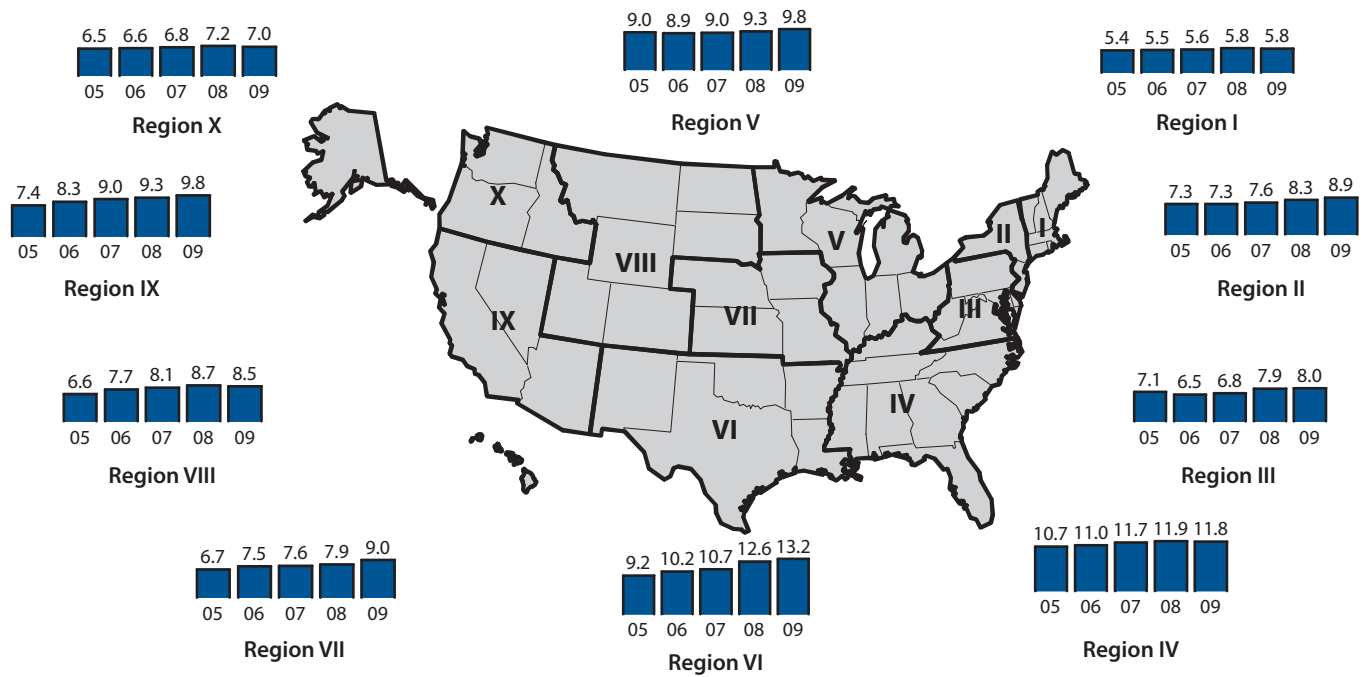 6.5 6.6 6.8 7.2 7.0
05 06 07 08 09
Region X
9.0 8.9 9.0 9.3 9.8
05 06 07 08 09
Region V
5.4 5.5 5.6 5.8 5.8
05 06 07 08 09
Region I
7.4 8.3 9.0 9.3 9.8
05 06 07 08 09
Region IX
7.3 7.3 7.6 8.3 8.9
05 06 07 08 09
Region II
6.6 7.7 8.1 8.7 8.5
05 06 07 08 09
Region VIII
7.1 6.5 6.8 7.9 8.0
05 06 07 08 09
Region III
6.7 7.5 7.6 7.9 9.0
05 06 07 08 09
Region VII
9.2 10.2 10.7 12.6 13.2
05 06 07 08 09
Region VI
10.7 11.0 11.7 11.9 11.8
05 06 07 08 09
Region IV
X
V
II
I
VIII
III
IX
VII
IV
VI